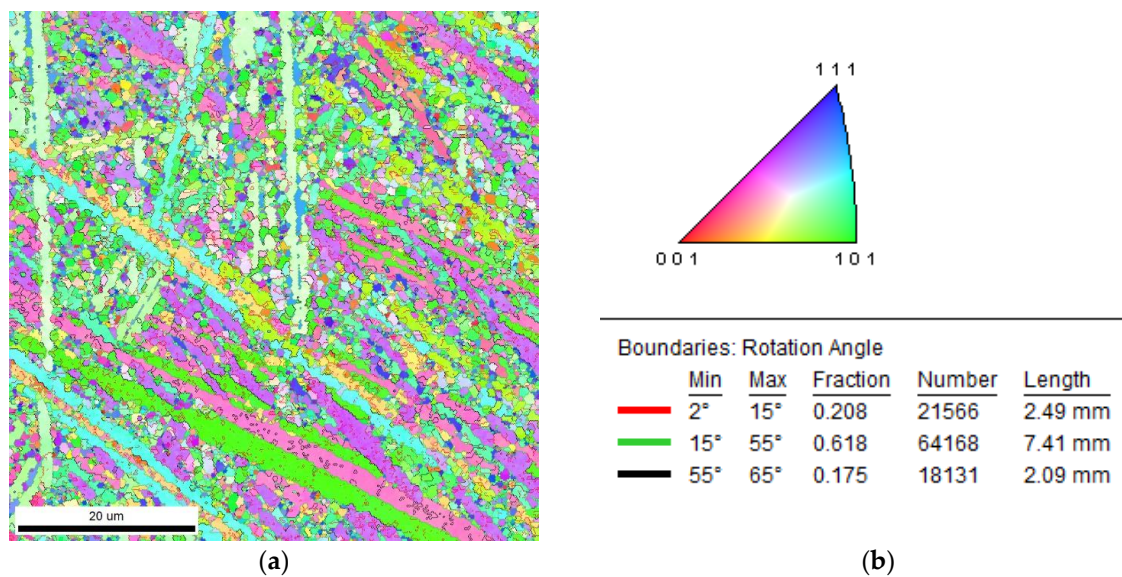 20 um
(a)
1 1 1
0 0 1
1 0 1
Boundaries: Rotation Angle
Min Max Fraction Number Length
2° 15° 0.208 21566 2.49 mm
15° 55° 0.618 64168 7.41 mm
55° 65° 0.175 18131 2.09 mm
(b)